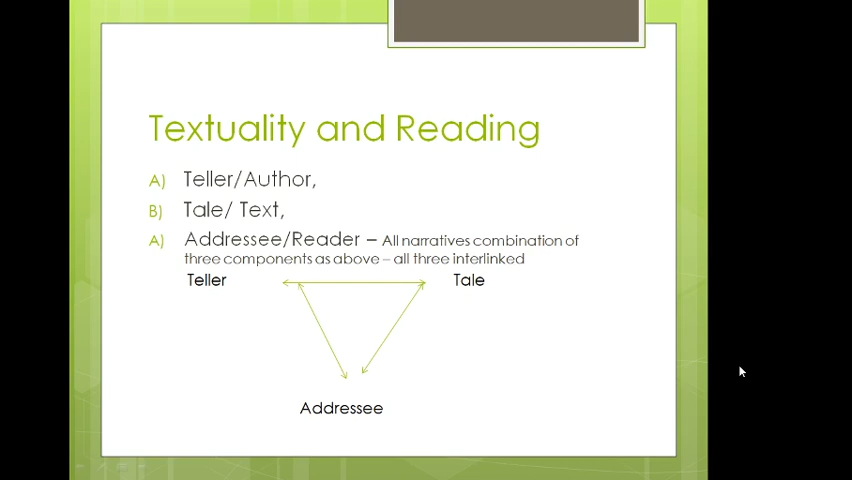 Textuality and Reading
A) Teller/Author,
B) Tale/ Text,
A) Addressee/Reader – All narratives combination of
three components as above – all three interlinked
Teller Tale
Addressee